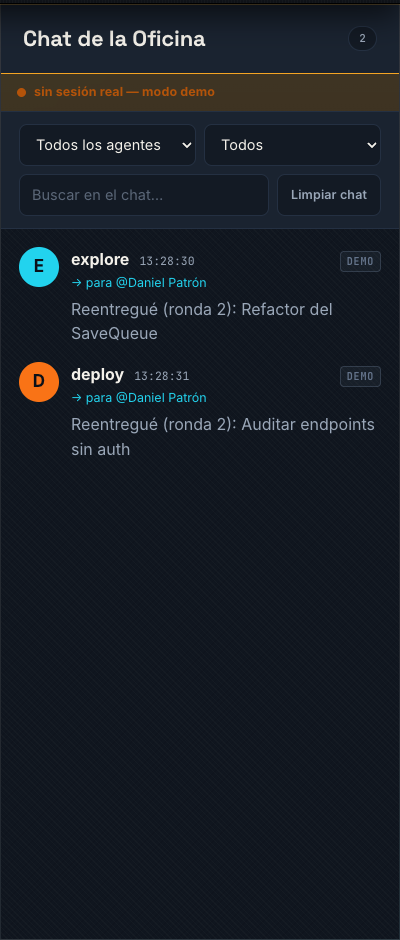 Chat de la Oficina
2
sin sesión real — modo demo
Todos los agentes
Todos
Buscar en el chat...
Limpiar chat
E
explore 13:28:30
DEMO
→ para @Daniel Patrón
Reentregué (ronda 2): Refactor del
SaveQueue
D
deploy 13:28:31
DEMO
→ para @Daniel Patrón
Reentregué (ronda 2): Auditar endpoints
sin auth